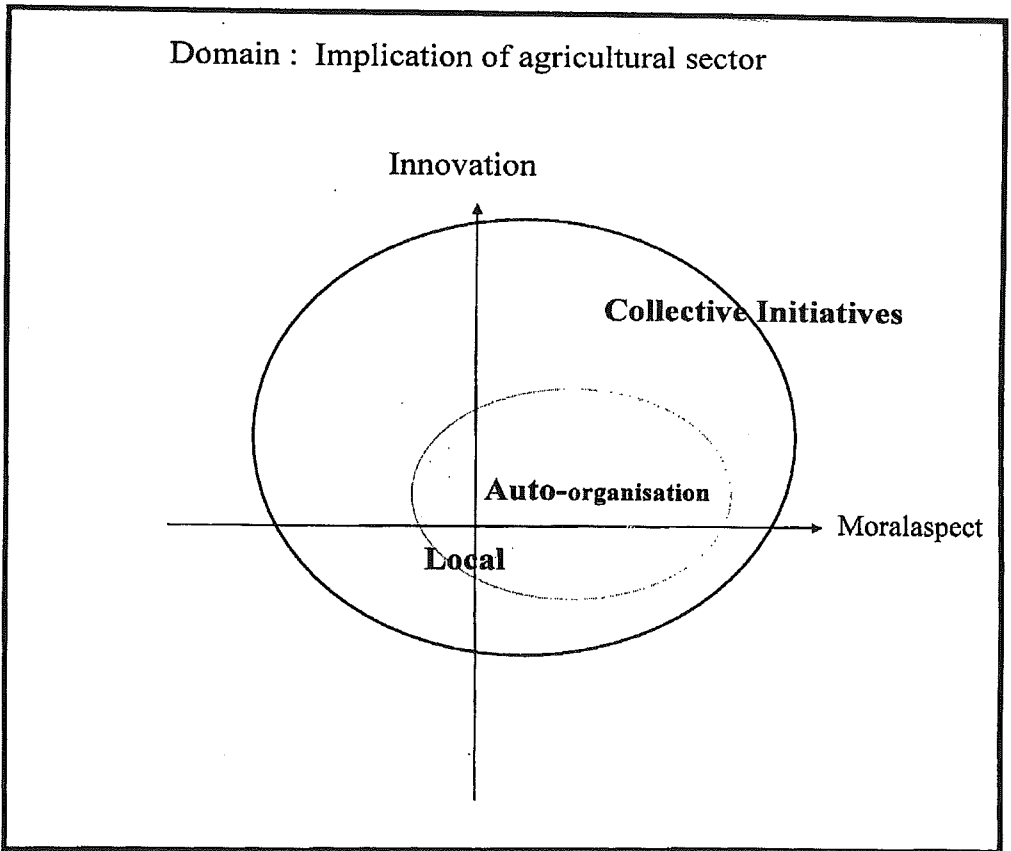 Domain : Implication of agricultural sector
Innovation
Collective Initiatives
Auto-organisation
Moralaspect
Local